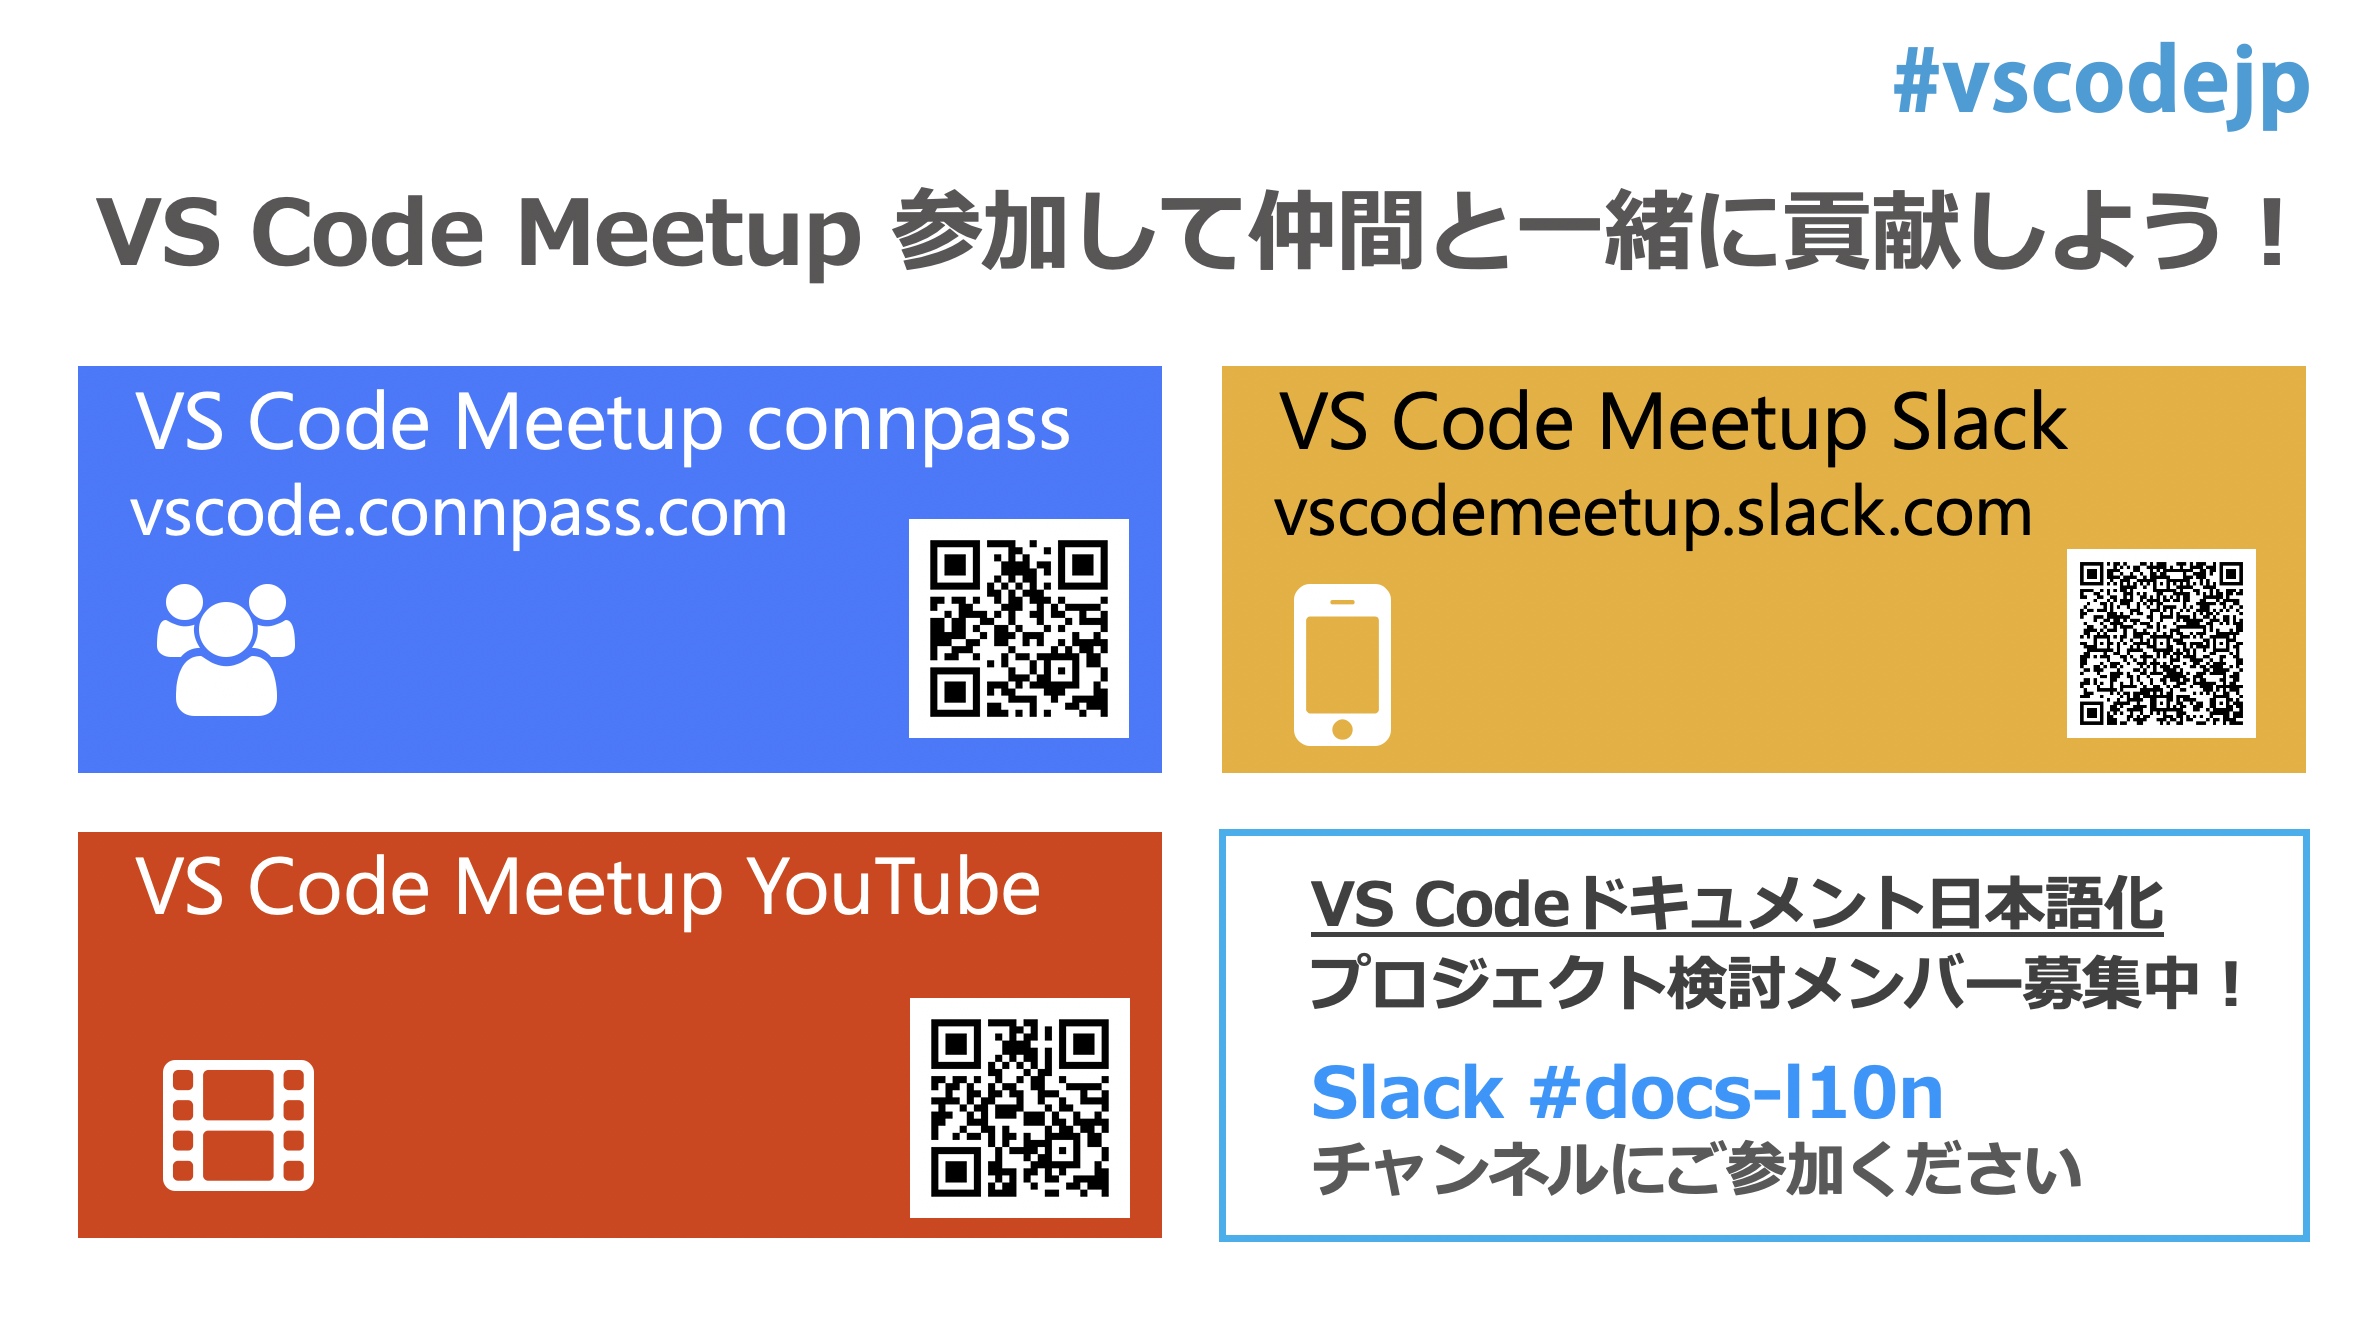 #vscodejp
VS Code Meetup 参加して仲間と一緒に貢献しよう！
VS Code Meetup connpass
vscode.connpass.com
VS Code Meetup Slack
vscodemeetup.slack.com
VS Code Meetup YouTube
VS Codeドキュメント日本語化
プロジェクト検討メンバー募集中！
Slack #docs-l10n
チャンネルにご参加ください